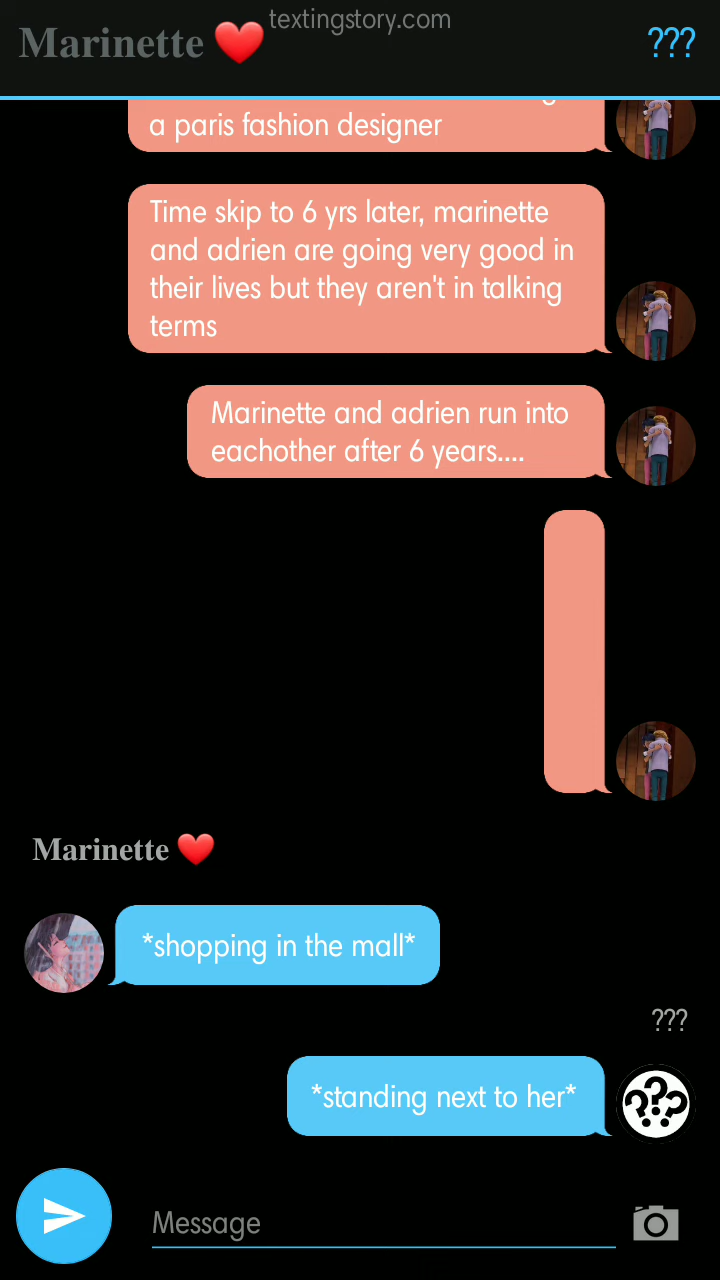 textingstory.com
Marinette ❤️
???
a paris fashion designer
Time skip to 6 yrs later, marinette
and adrien are going very good in
their lives but they aren't in talking
terms
Marinette and adrien run into
eachother after 6 years....
Marinette ❤️
*shopping in the mall*
???
*standing next to her*
???
Message